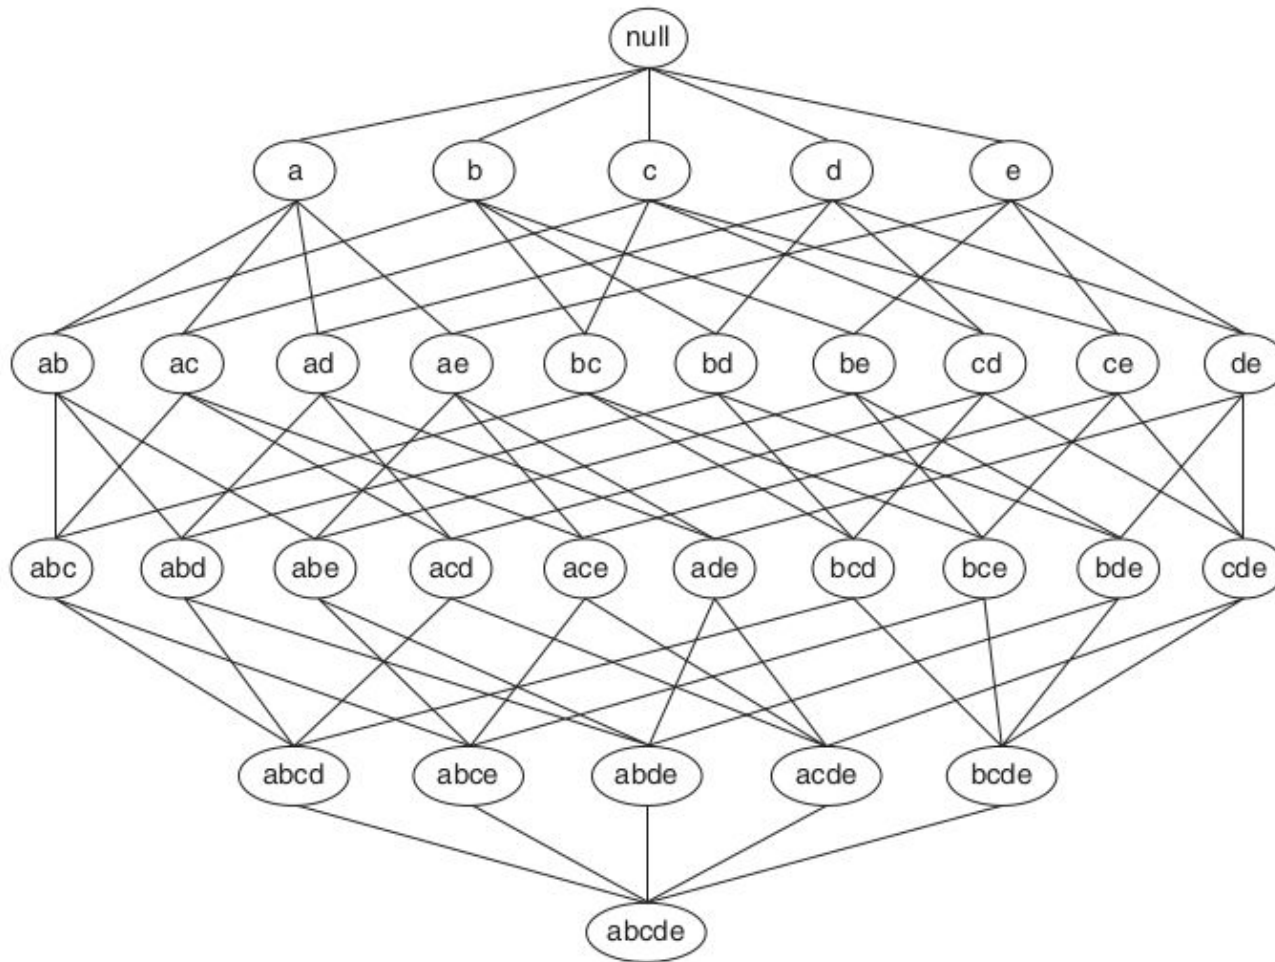 null
a b c d e
ab ac ad ae bc bd be cd ce de
abc abd abe acd ace ade bcd bce bde cde
abcd abce abde acde bcde
abcde